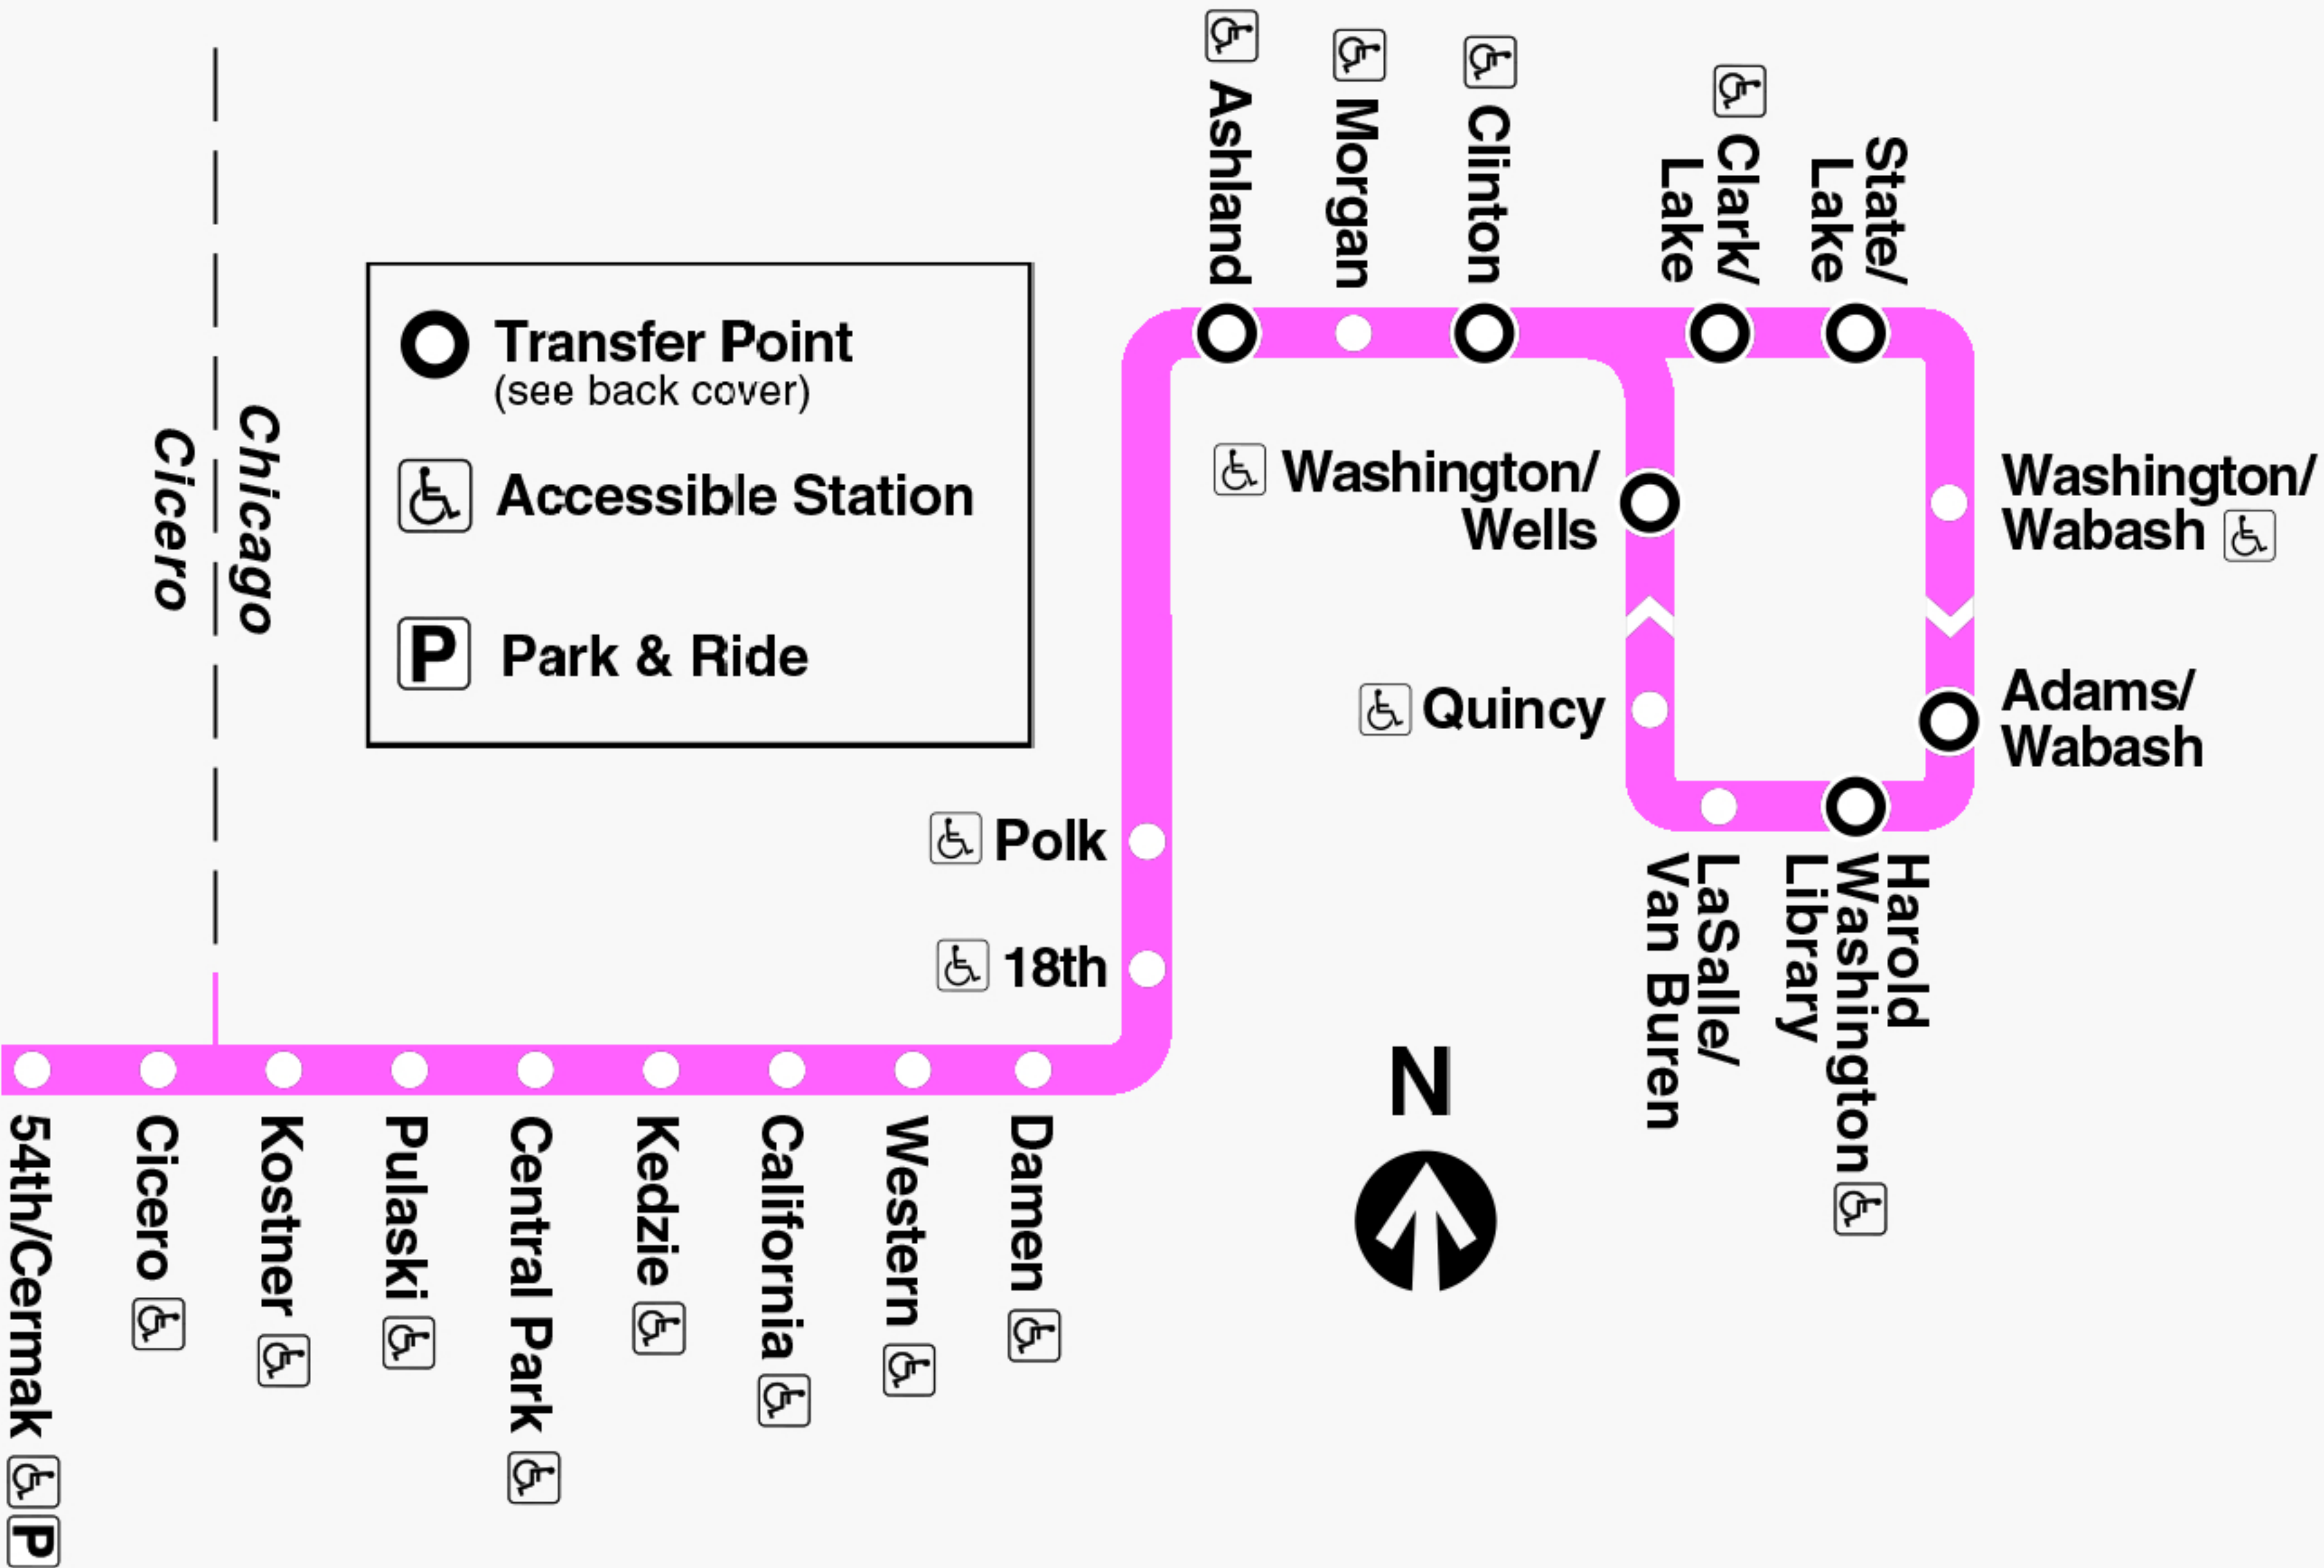 Ashland
Morgan
Clinton
Clark/
Lake
State/
Lake
Chicago
Cicero
Transfer Point
(see back cover)
Accessible Station
P Park & Ride
Washington/
Wells
Washington/
Wabash
Quincy
Adams/
Wabash
Polk
18th
LaSalle/
Van Buren
Harold
Washington
Library
N
54th/Cermak P
Cicero
Kostner
Pulaski
Central Park
Kedzie
California
Western
Damen